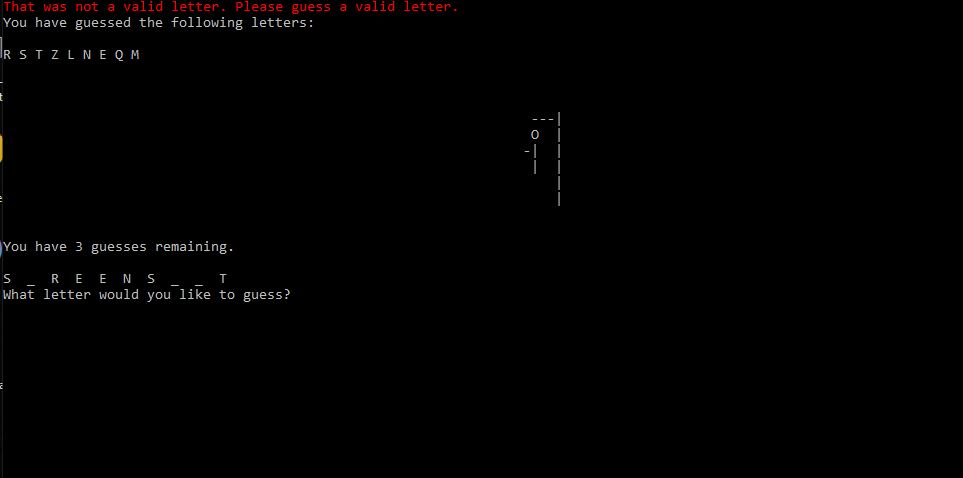 That was not a valid letter. Please guess a valid letter.
You have guessed the following letters:
R S T Z L N E Q M
---|
O |
-| |
| |
|
|
You have 3 guesses remaining.
S _ R E E N S _ _ T
What letter would you like to guess?